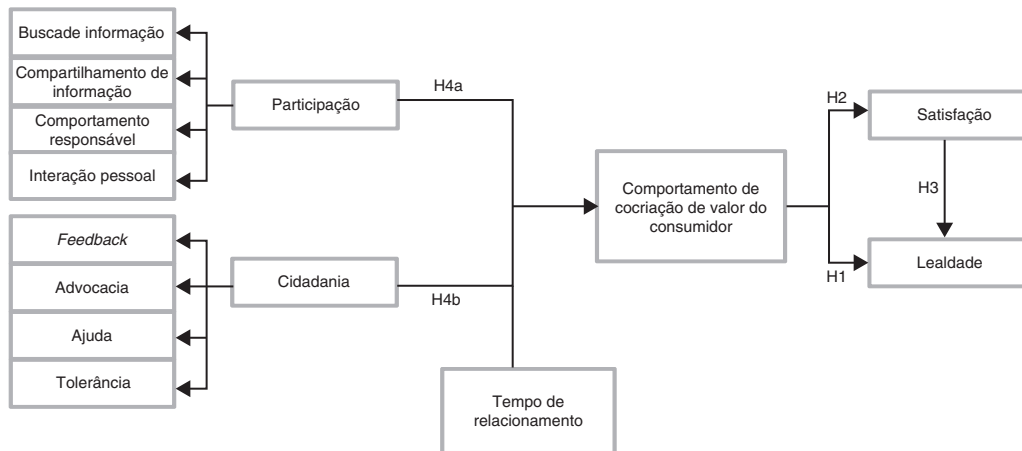 Buscade informação
Compartilhamento de
informação
Comportamento
responsável
Interação pessoal
Participação
H4a
Feedback
Advocacia
Ajuda
Tolerância
Cidadania
H4b
Tempo de
relacionamento
Comportamento de
cocriação de valor do
consumidor
H2
Satisfação
H3
H1
Lealdade